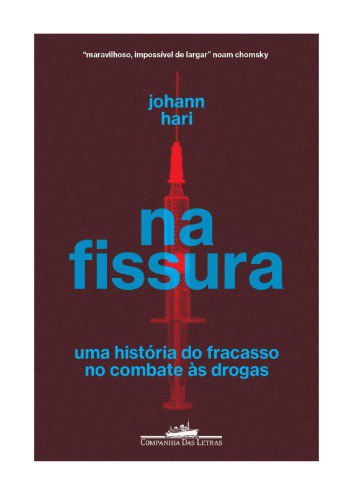 “maravilhoso, impossível de largar” noam chomsky
johann
hari
na
fissura
uma história do fracasso
no combate às drogas
COMPANHIA DAS LETRAS